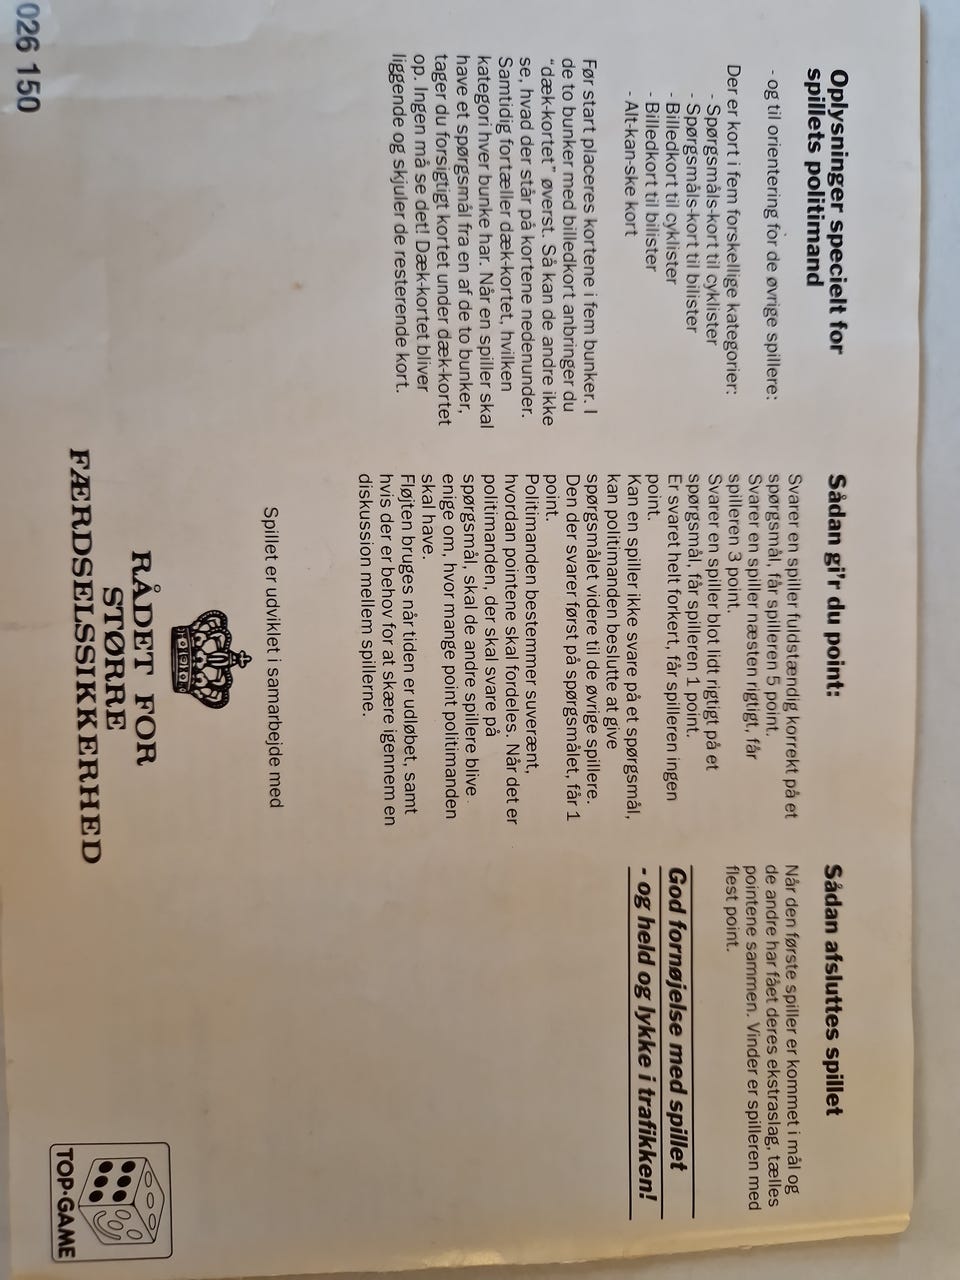 Oplysninger specielt for
spillets politimand
- og til orientering for de øvrige spillere:
Der er kort i fem forskellige kategorier:
- Spørgsmåls-kort til cyklister
- Spørgsmåls-kort til bilister
- Billedkort til cyklister
- Billedkort til bilister
- Alt-kan-ske kort
Før start placeres kortene i fem bunker. I
de to bunker med billedkort anbringer du
“dæk-kortet” øverst. Så kan de andre ikke
se, hvad der står på kortene nedenunder.
Samtidig fortæller dæk-kortet, hvilken
kategori hver bunke har. Når en spiller skal
have et spørgsmål fra en af de to bunker,
tager du forsigtigt kortet under dæk-kortet
op. Ingen må se det! Dæk-kortet bliver
liggende og skjuler de resterende kort.
Sådan gi'r du point:
Svarer en spiller fuldstændig korrekt på et
spørgsmål, får spilleren 5 point.
Svarer en spiller næsten rigtigt, får
spilleren 3 point.
Svarer en spiller blot lidt rigtigt på et
spørgsmål, får spilleren 1 point.
Er svaret helt forkert, får spilleren ingen
point.
Kan en spiller ikke svare på et spørgsmål,
kan politimanden beslutte at give
spørgsmålet videre til de øvrige spillere.
Den der svarer først på spørgsmålet, får 1
point.
Politimanden bestemmer suverænt,
hvordan pointene skal fordeles. Når det er
politimanden, der skal svare på
spørgsmål, skal de andre spillere blive
enige om, hvor mange point politimanden
skal have.
Fløjten bruges når tiden er udløbet, samt
hvis der er behov for at skære igennem en
diskussion mellem spillerne.
Sådan afsluttes spillet
Når den første spiller er kommet i mål og
de andre har fået deres ekstraslag, tælles
pointene sammen. Vinder er spilleren med
flest point.
God fornøjelse med spillet
- og held og lykke i trafikken!
Spillet er udviklet i samarbejde med
RÅDET FOR
STØRRE
FÆRDSELSSIKKERHED
TOP·GAME
026 150